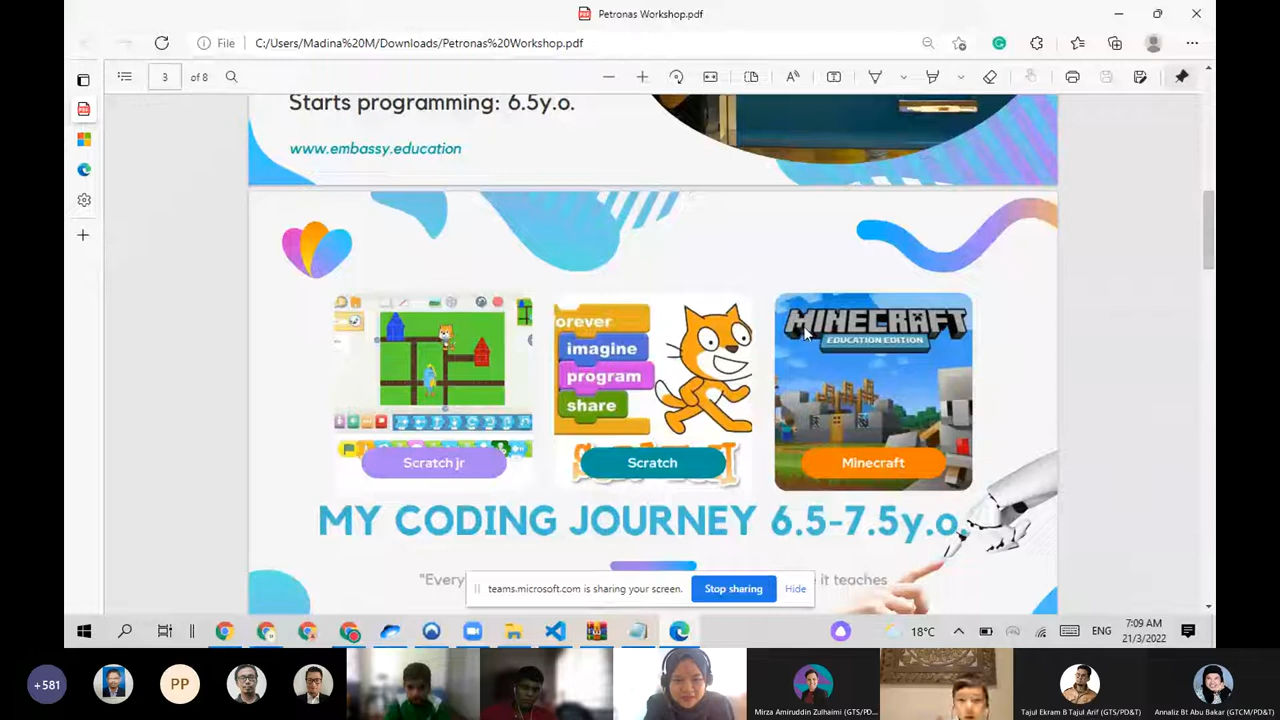 Petronas Workshop.pdf
File C:/Users/Madina%20M/Downloads/Petronas%20Workshop.pdf
3 of 8
Starts programming: 6.5y.o.
www.embassy.education
orever
imagine
program
share
MINECRAFT
EDUCATION EDITION
Scratch jr
Scratch
Minecraft
MY CODING JOURNEY 6.5-7.5y.o.
"Every
it teaches
teams.microsoft.com is sharing your screen.
Stop sharing
Hide
18°C
ENG
7:09 AM
21/3/2022
+581
PP
Mirza Amiruddin Zulhaimi (GTS/PD...
Tajul Ekram B Tajul Arif (GTS/PD&T)
Annaliz Bt Abu Bakar (GTCM/PD&T)